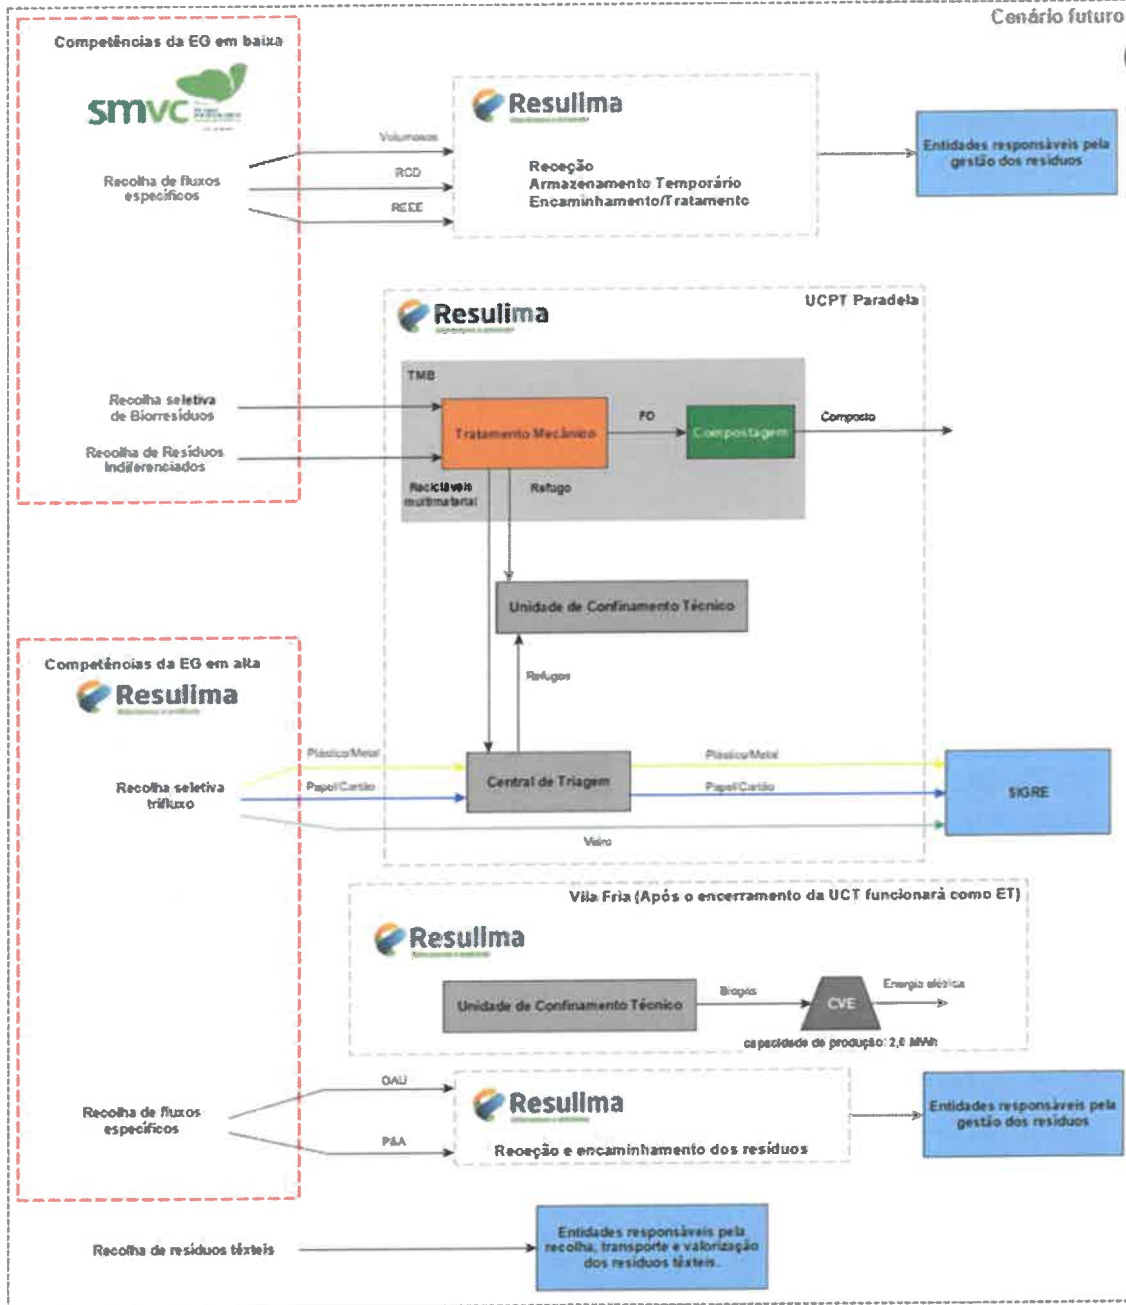 Cenário futuro
Competências da EG em baixa
smvc
Recolha de fluxos
específicos
Volumosos
RCD
REEE
Resulima
Receção
Armazenamento Temporário
Encaminhamento/Tratamento
Entidades responsáveis pela
gestão dos resíduos
Resulima
UCPT Paradela
TMB
Recolha seletiva
de Biorresíduos
Recolha de Resíduos
Indiferenciados
Tratamento Mecânico
FO
Compostagem
Composto
Recicláveis
multimaterial
Refugo
Unidade de Confinamento Técnico
Refugos
Competências da EG em alta
Resulima
Recolha seletiva
trifluxo
Plástico/Metal
Papel/Cartão
Central de Triagem
Plástico/Metal
Papel/Cartão
Vidro
SIGRE
Vila Fria (Após o encerramento da UCT funcionará como ET)
Resulima
Unidade de Confinamento Técnico
Biogás
CVE
Energia elétrica
capacidade de produção: 2,0 MWh
Recolha de fluxos
específicos
OAU
P&A
Resulima
Receção e encaminhamento dos resíduos
Entidades responsáveis pela
gestão dos resíduos
Recolha de resíduos têxteis
Entidades responsáveis pela
recolha, transporte e valorização
dos resíduos têxteis.